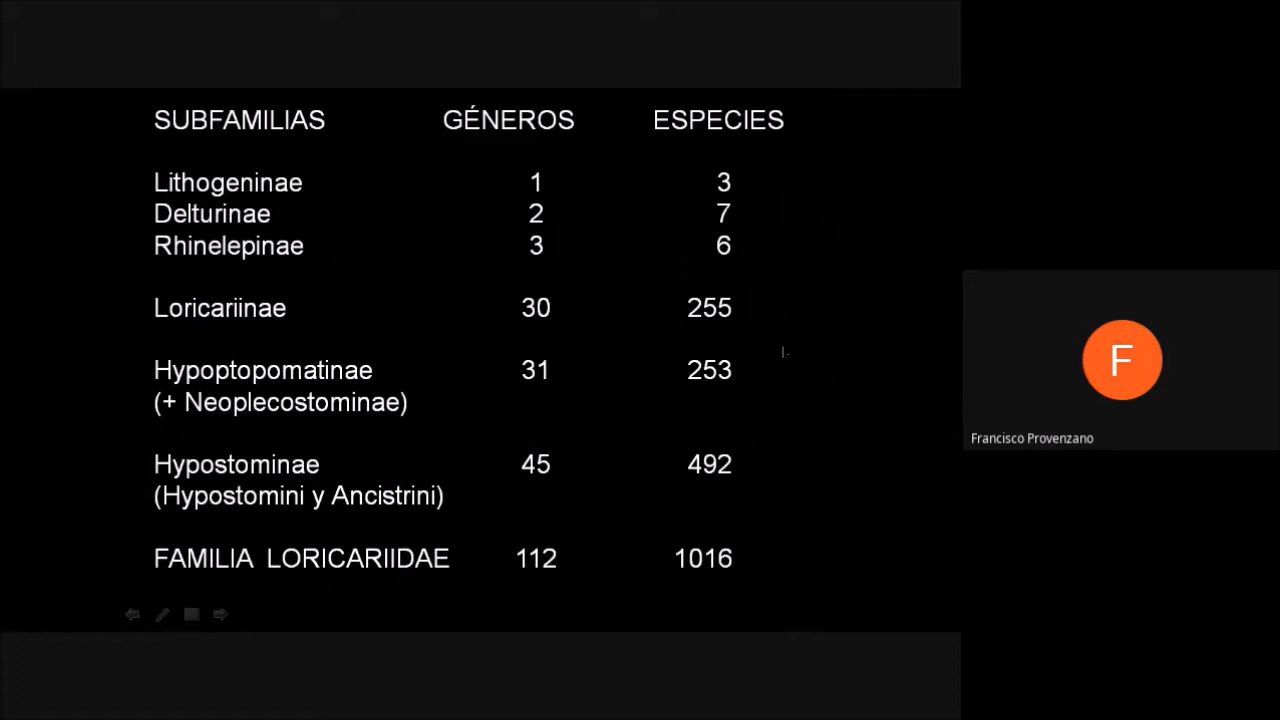 SUBFAMILIAS GÉNEROS ESPECIES
Lithogeninae 1 3
Delturinae 2 7
Rhinelepinae 3 6
Loricariinae 30 255
Hypoptopomatinae 31 253
(+ Neoplecostominae)
Hypostominae 45 492
(Hypostomini y Ancistrini)
FAMILIA LORICARIIDAE 112 1016
F
Francisco Provenzano